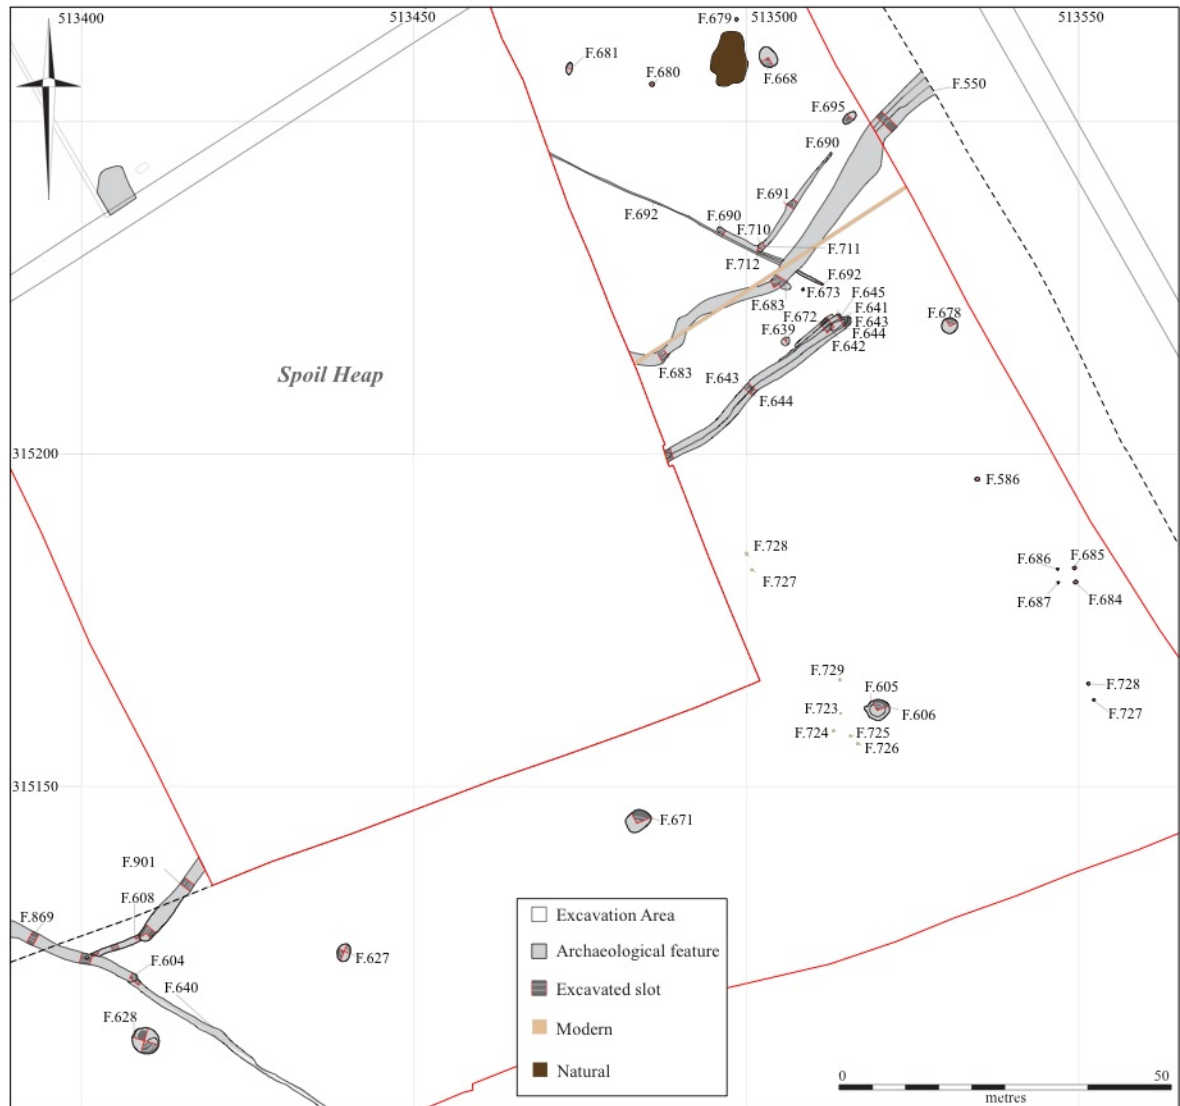 513400
513450
513500
513550
F.679
F.681
F.680
F.668
F.550
F.695
F.690
F.691
F.692
F.690
F.710
F.711
F.712
F.692
F.683
F.673
F.645
F.672
F.641
F.643
F.639
F.644
F.642
F.678
F.683
F.643
F.644
Spoil Heap
315200
F.586
F.728
F.727
F.686
F.685
F.687
F.684
F.729
F.605
F.606
F.723
F.724
F.725
F.726
F.728
F.727
315150
F.671
F.901
F.608
F.869
F.604
F.640
F.627
F.628
Excavation Area
Archaeological feature
Excavated slot
Modern
Natural
0
50
metres